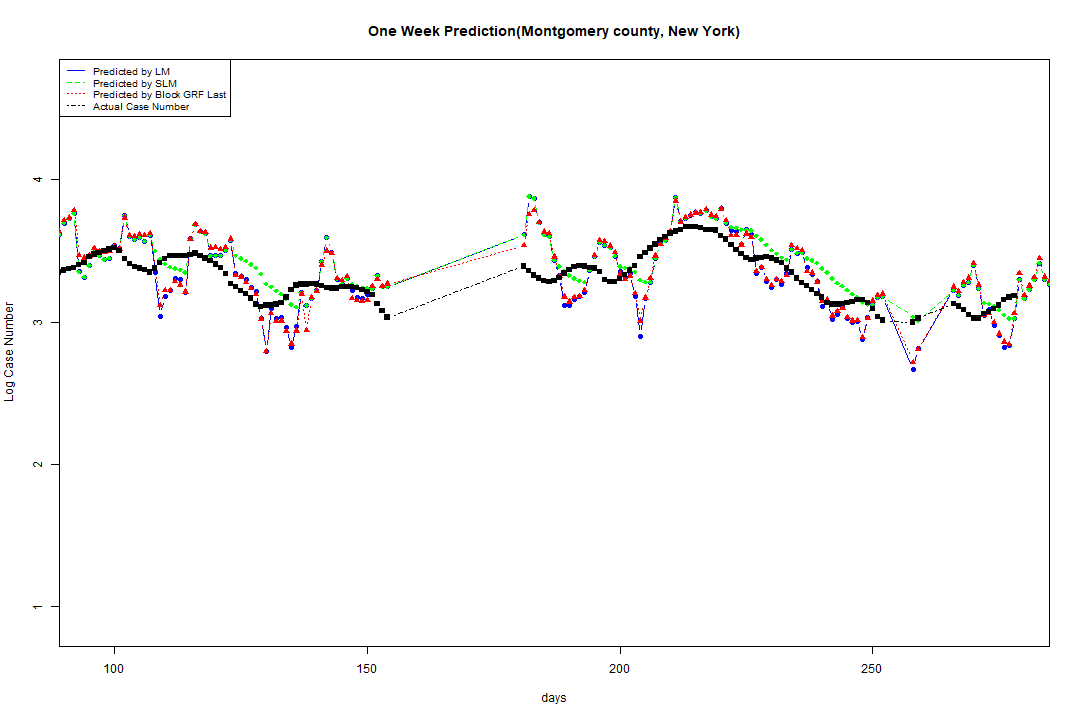 One Week Prediction(Montgomery county, New York)
Predicted by LM
Predicted by SLM
Predicted by Block GRF Last
Actual Case Number
4
3
2
1
Log Case Number
100 150 200 250
days